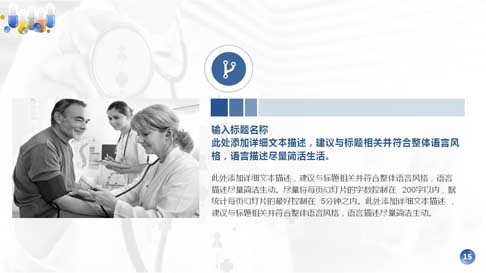 输入标题名称
此处添加详细文本描述，建议与标题相关并符合整体语言风
格，语言描述尽量简洁生活。
此处添加详细文本描述，建议与标题相关并符合整体语言风格，语言
描述尽量简洁生动。尽量将每页幻灯片的字数控制在 200字以内，据
统计每页幻灯片的最好控制在 5分钟之内。此处添加详细文本描述 ，
建议与标题相关并符合整体语言风格，语言描述尽量简洁生动。
15